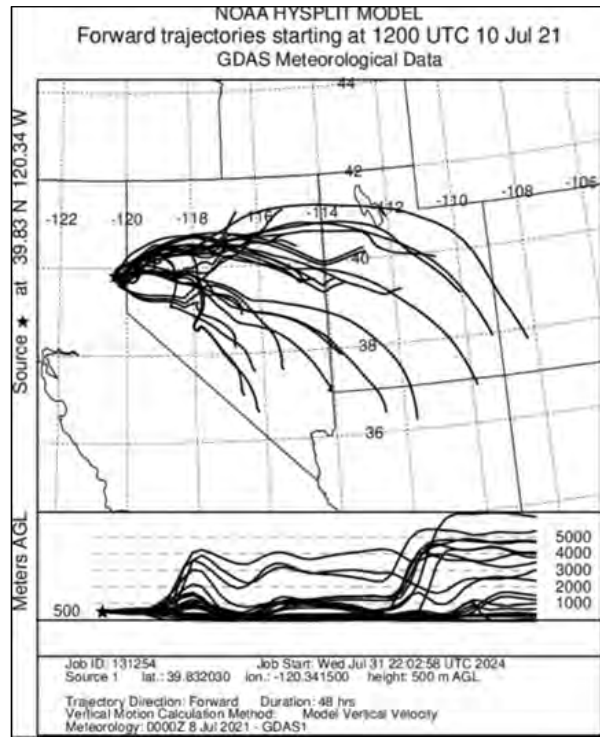 NOAA HYSPLIT MODEL
Forward trajectories starting at 1200 UTC 10 Jul 21
GDAS Meteorological Data
Source ★ at 39.83 N 120.34 W
44
42
-122
-120
-118
-116
-114
-112
-110
-108
-106
40
38
36
Meters AGL
500
5000
4000
3000
2000
1000
Job ID: 131254 Job Start: Wed Jul 31 22:02:58 UTC 2024
Source 1 lat.: 39.832030 ion.: -120.341500 height: 500 m AGL
Trajectory Direction: Forward Duration: 48 hrs
Vertical Motion Calculation Method: Model Vertical Velocity
Meteorology: 0000Z 8 Jul 2021 - GDAS1